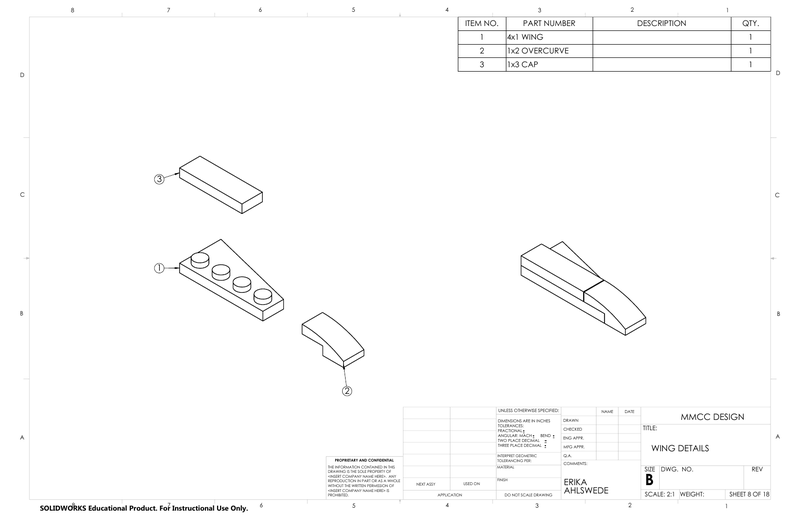 8 7 6 5 4 3 2 1
ITEM NO. PART NUMBER DESCRIPTION QTY.
1 4x1 WING 1
2 1x2 OVERCURVE 1
3 1x3 CAP 1
D D
C C
3
1
B B
2
A A
UNLESS OTHERWISE SPECIFIED:
DIMENSIONS ARE IN INCHES
TOLERANCES:
FRACTIONAL±
ANGULAR: MACH± BEND ±
TWO PLACE DECIMAL ±
THREE PLACE DECIMAL ±
INTERPRET GEOMETRIC
TOLERANCING PER:
MATERIAL
FINISH
DO NOT SCALE DRAWING
NAME DATE
DRAWN
CHECKED
ENG APPR.
MFG APPR.
Q.A.
COMMENTS:
ERIKA
AHLSWEDE
MMCC DESIGN
TITLE:
WING DETAILS
SIZE DWG. NO. REV
B
SCALE: 2:1 WEIGHT: SHEET 8 OF 18
PROPRIETARY AND CONFIDENTIAL
THE INFORMATION CONTAINED IN THIS
DRAWING IS THE SOLE PROPERTY OF
<INSERT COMPANY NAME HERE>. ANY
REPRODUCTION IN PART OR AS A WHOLE
WITHOUT THE WRITTEN PERMISSION OF
<INSERT COMPANY NAME HERE> IS
PROHIBITED.
NEXT ASSY USED ON
APPLICATION
8 7 6 5 4 3 2 1
SOLIDWORKS Educational Product. For Instructional Use Only.